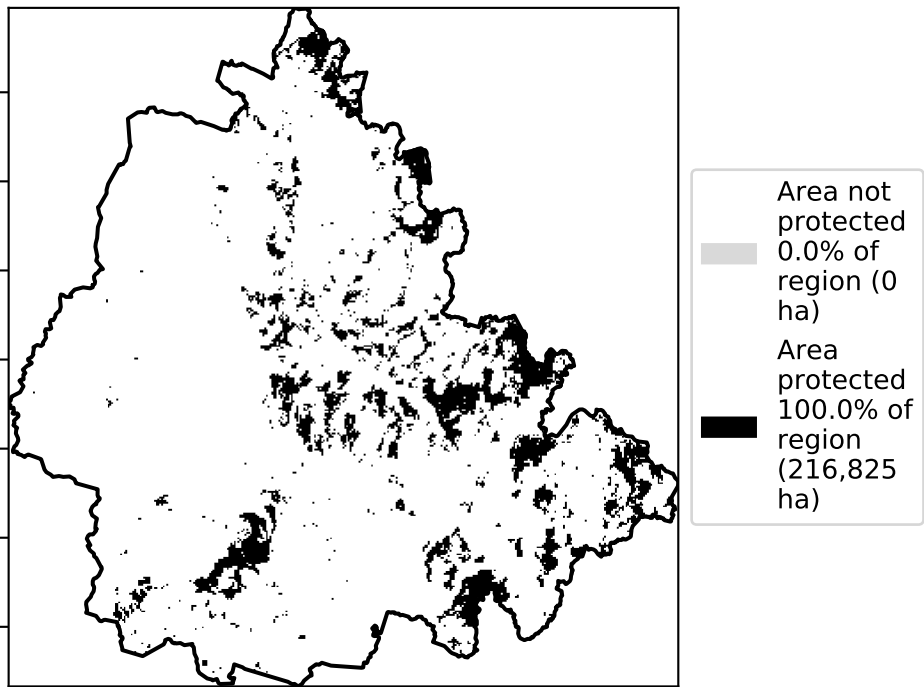 Area not
protected
0.0% of
region (0
ha)
Area
protected
100.0% of
region
(216,825
ha)